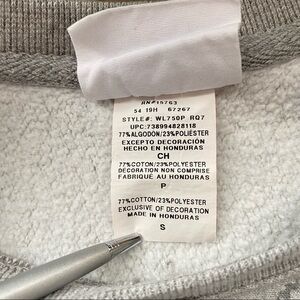 RN#15763
54 19H 67267
STYLE#: WL750P RQ7
UPC:738994828118
77%ALGODON/23%POLIESTER
EXCEPTO DECORACIÓN
HECHO EN HONDURAS
CH
77%COTON/23%POLYESTER
DECORATION NON COMPRISE
FABRIQUÉ AU HONDURAS
P
77%COTTON/23%POLYESTER
EXCLUSIVE OF DECORATION
MADE IN HONDURAS
S